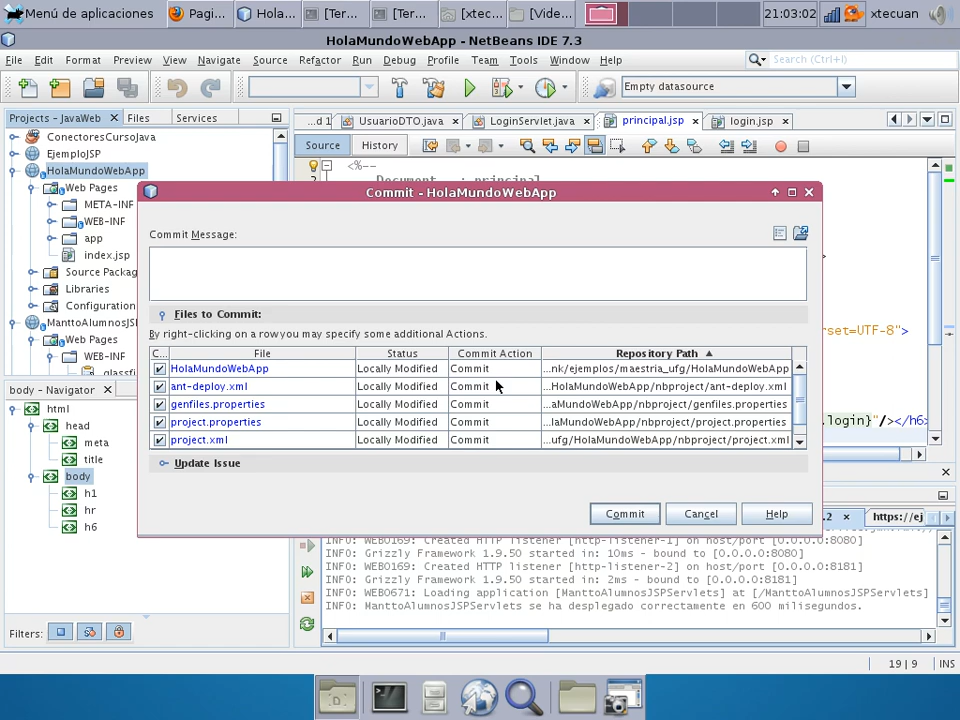 Menú de aplicaciones
Pagi...
Hola...
[Ter...
[Ter...
[xtec...
[Vide...
21:03:02
xtecuan
HolaMundoWebApp - NetBeans IDE 7.3
File Edit Format Preview View Navigate Source Refactor Run Debug Profile Team Tools Window Help
Search (Ctrl+I)
Empty datasource
Projects - JavaWeb
Files
Services
...d 1
UsuarioDTO.java
LoginServlet.java
principal.jsp
login.jsp
Source
History
ConectoresCursoJava
EjemploJSP
HolaMundoWebApp
Web Pages
META-INF
WEB-INF
app
index.jsp
Source Packag
Libraries
Configuration
ManttoAlumnosJS
Web Pages
WEB-INF
<%--
Commit - HolaMundoWebApp
Commit Message:
Files to Commit:
By right-clicking on a row you may specify some additional Actions.
C... File Status Commit Action Repository Path
HolaMundoWebApp Locally Modified Commit ...nk/ejemplos/maestria_ufg/HolaMundoWebApp
ant-deploy.xml Locally Modified Commit ...HolaMundoWebApp/nbproject/ant-deploy.xml
genfiles.properties Locally Modified Commit ...aMundoWebApp/nbproject/genfiles.properties
project.properties Locally Modified Commit ...laMundoWebApp/nbproject/project.properties
project.xml Locally Modified Commit ...ufg/HolaMundoWebApp/nbproject/project.xml
Update Issue
Commit
Cancel
Help
rset=UTF-8">
.login}"/></h6>
body - Navigator
html
head
meta
title
body
h1
hr
h6
Filters:
.2
https://ej
INFO: WEB0169: Created HTTP listener [http-listener-1] on host/port [0.0.0.0:8080]
INFO: Grizzly Framework 1.9.50 started in: 10ms - bound to [0.0.0.0:8080]
INFO: WEB0169: Created HTTP listener [http-listener-2] on host/port [0.0.0.0:8181]
INFO: Grizzly Framework 1.9.50 started in: 2ms - bound to [0.0.0.0:8181]
INFO: WEB0671: Loading application [ManttoAlumnosJSPServlets] at [/ManttoAlumnosJSPServlets]
INFO: ManttoAlumnosJSPServlets se ha desplegado correctamente en 600 milisegundos.
19 | 9
INS